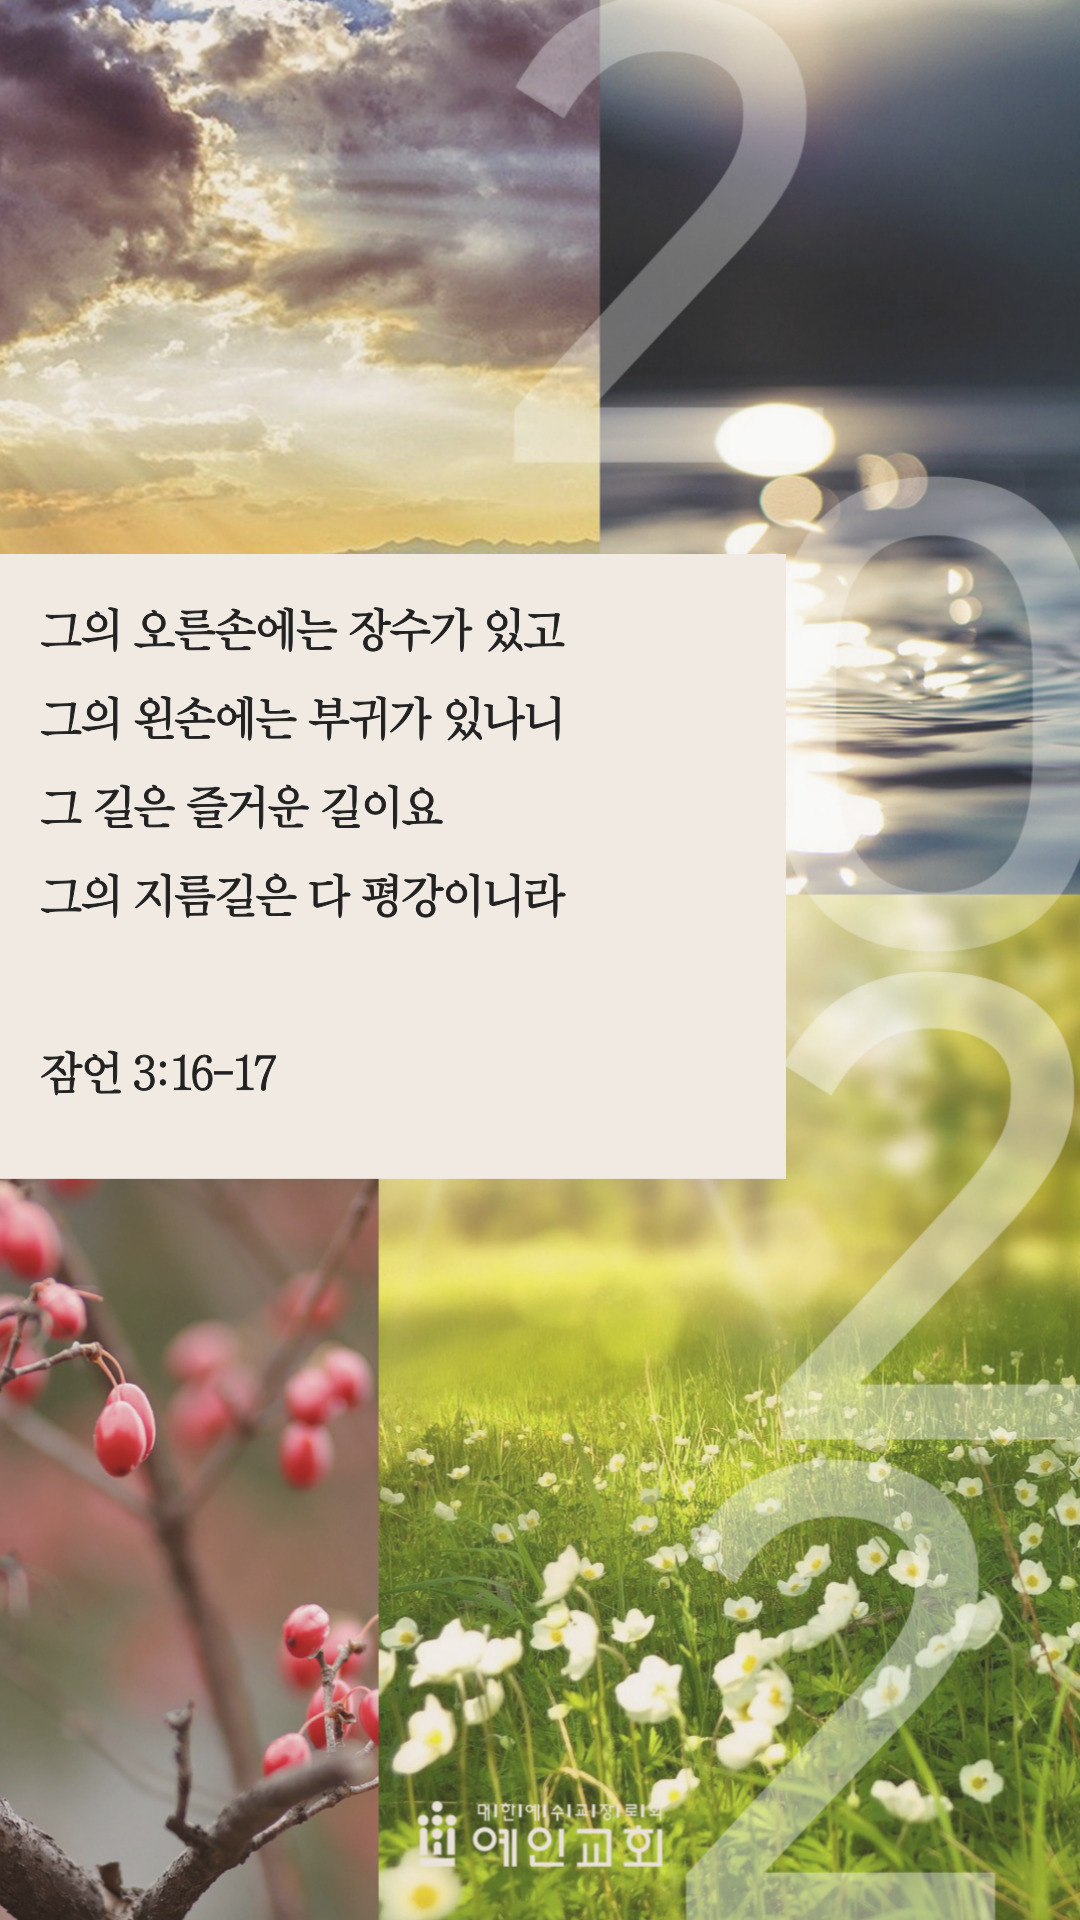 2022
그의 오른손에는 장수가 있고
그의 왼손에는 부귀가 있나니
그 길은 즐거운 길이요
그의 지름길은 다 평강이니라
잠언 3:16-17
대한예수교장로회
예인교회